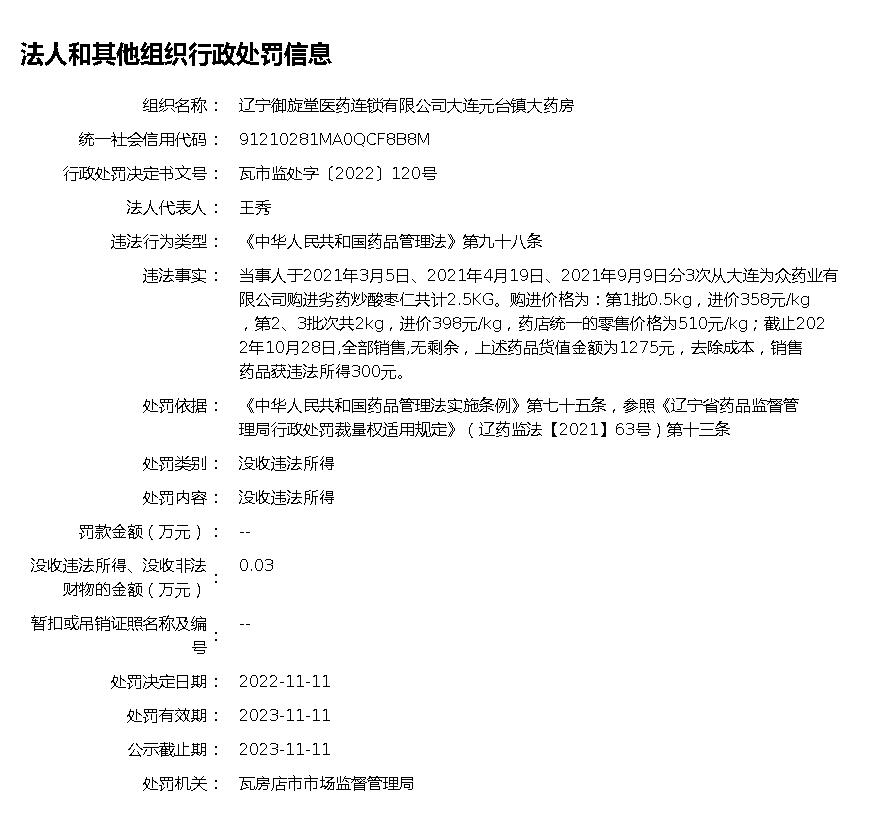 法人和其他组织行政处罚信息
组织名称： 辽宁御旋堂医药连锁有限公司大连元台镇大药房
统一社会信用代码： 91210281MA0QCF8B8M
行政处罚决定书文号： 瓦市监处字〔2022〕120号
法人代表人： 王秀
违法行为类型： 《中华人民共和国药品管理法》第九十八条
违法事实： 当事人于2021年3月5日、2021年4月19日、2021年9月9日分3次从大连为众药业有
限公司购进劣药炒酸枣仁共计2.5KG。购进价格为：第1批0.5kg，进价358元/kg
，第2、3批次共2kg，进价398元/kg，药店统一的零售价格为510元/kg；截止202
2年10月28日,全部销售,无剩余，上述药品货值金额为1275元，去除成本，销售
药品获违法所得300元。
处罚依据： 《中华人民共和国药品管理法实施条例》第七十五条，参照《辽宁省药品监督管
理局行政处罚裁量权适用规定》（辽药监法【2021】63号）第十三条
处罚类别： 没收违法所得
处罚内容： 没收违法所得
罚款金额（万元）： --
没收违法所得、没收非法
财物的金额（万元）： 0.03
暂扣或吊销证照名称及编
号： --
处罚决定日期： 2022-11-11
处罚有效期： 2023-11-11
公示截止期： 2023-11-11
处罚机关： 瓦房店市市场监督管理局